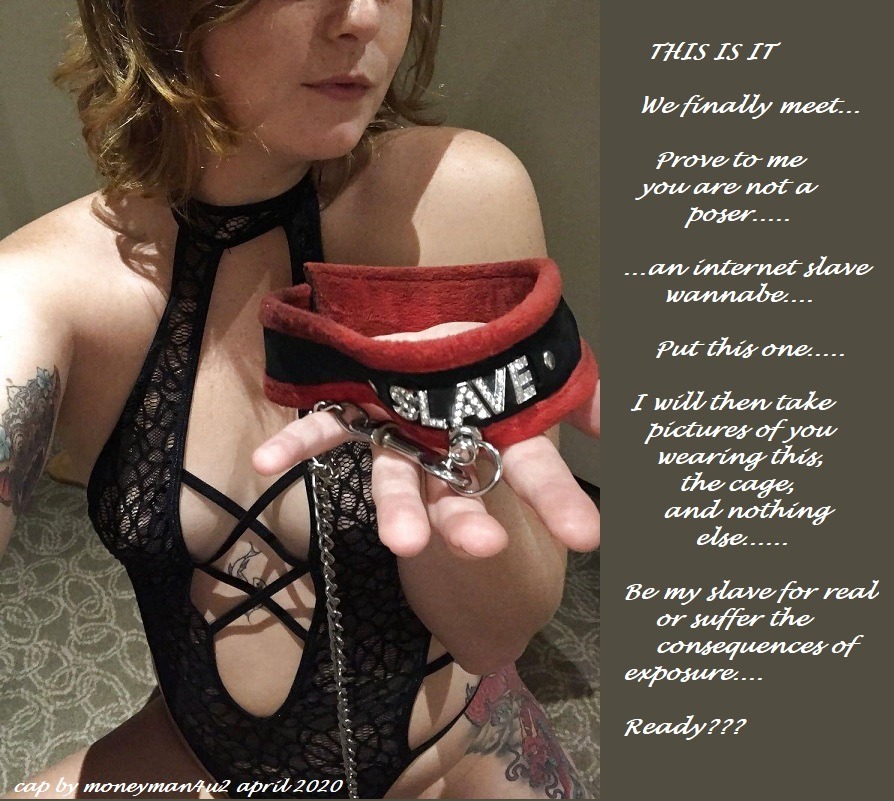 SLAVE
THIS IS IT
We finally meet...
Prove to me
you are not a
poser.....
...an internet slave
wannabe....
Put this one.....
I will then take
pictures of you
wearing this,
the cage,
and nothing
else......
Be my slave for real
or suffer the
consequences of
exposure....
Ready???
cap by moneyman4u2 april 2020